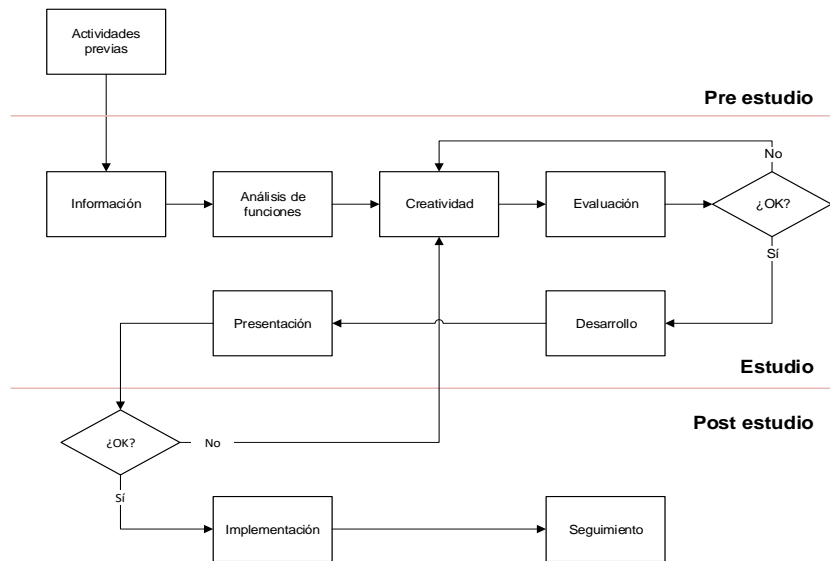 Actividades
previas
Pre estudio
No
Información
Análisis de
funciones
Creatividad
Evaluación
¿OK?
Sí
Presentación
Desarrollo
Estudio
Post estudio
¿OK?
No
Sí
Implementación
Seguimiento